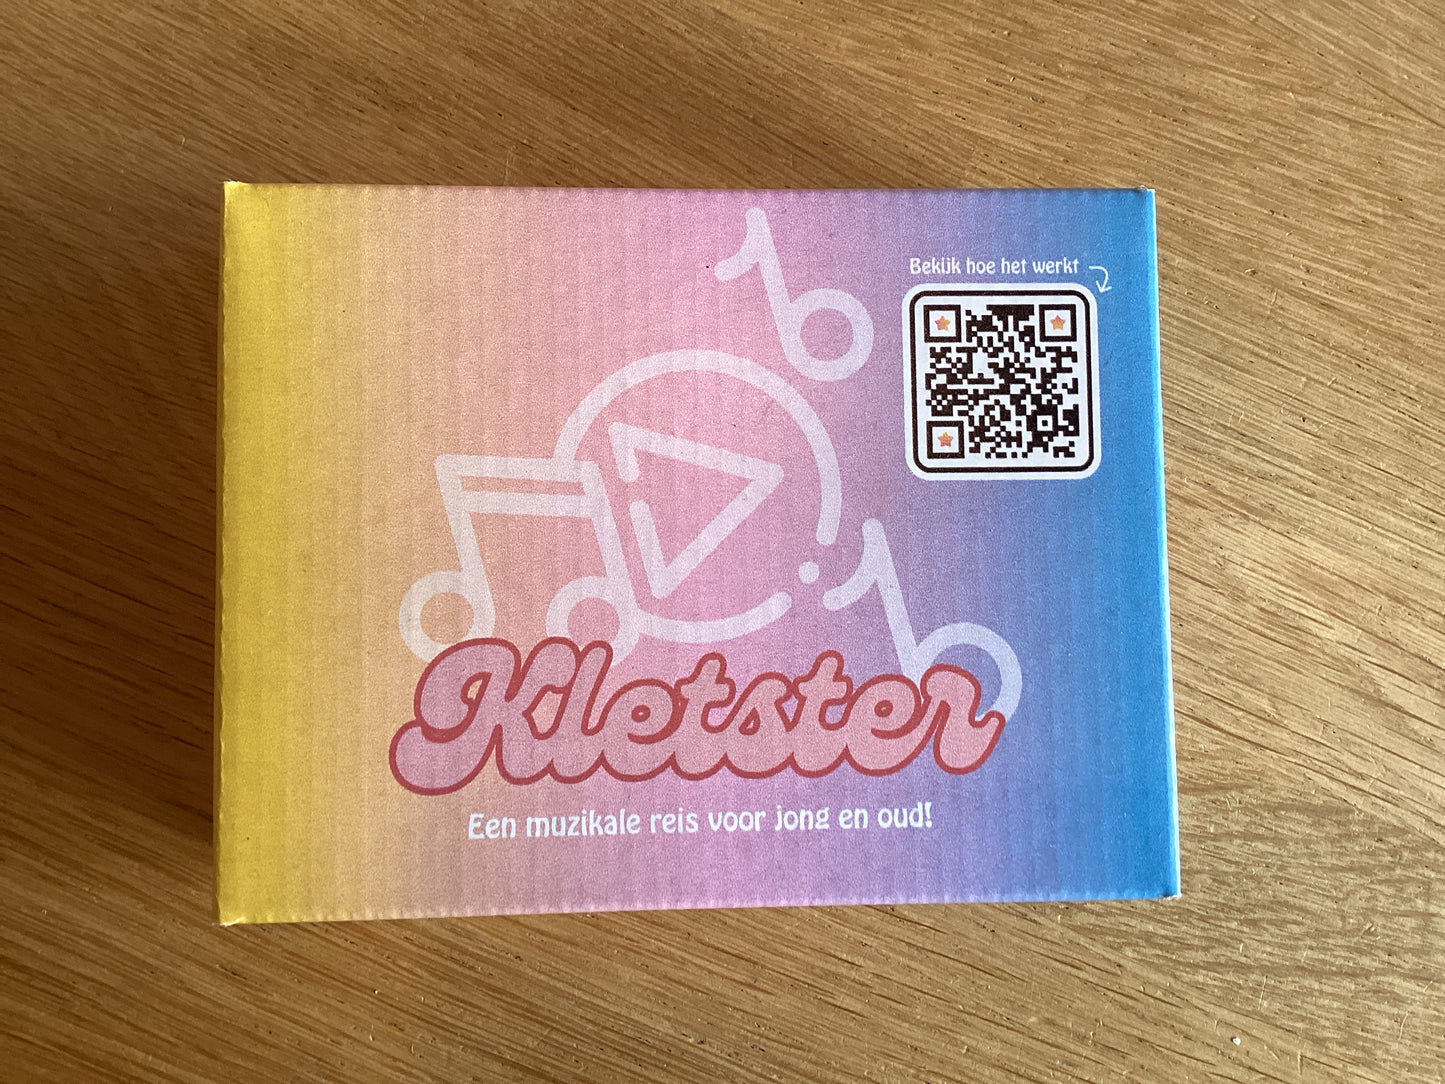 Bekijk hoe het werkt
Kletster
Een muzikale reis voor jong en oud!